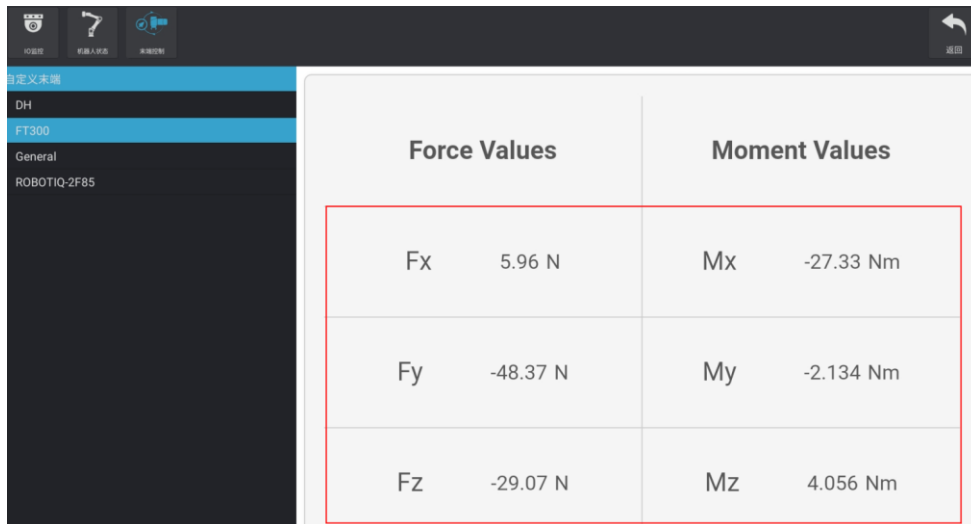 IO监控
机器人状态
末端控制
返回
自定义末端
DH
FT300
General
ROBOTIQ-2F85
Force Values
Moment Values
Fx 5.96 N
Mx -27.33 Nm
Fy -48.37 N
My -2.134 Nm
Fz -29.07 N
Mz 4.056 Nm